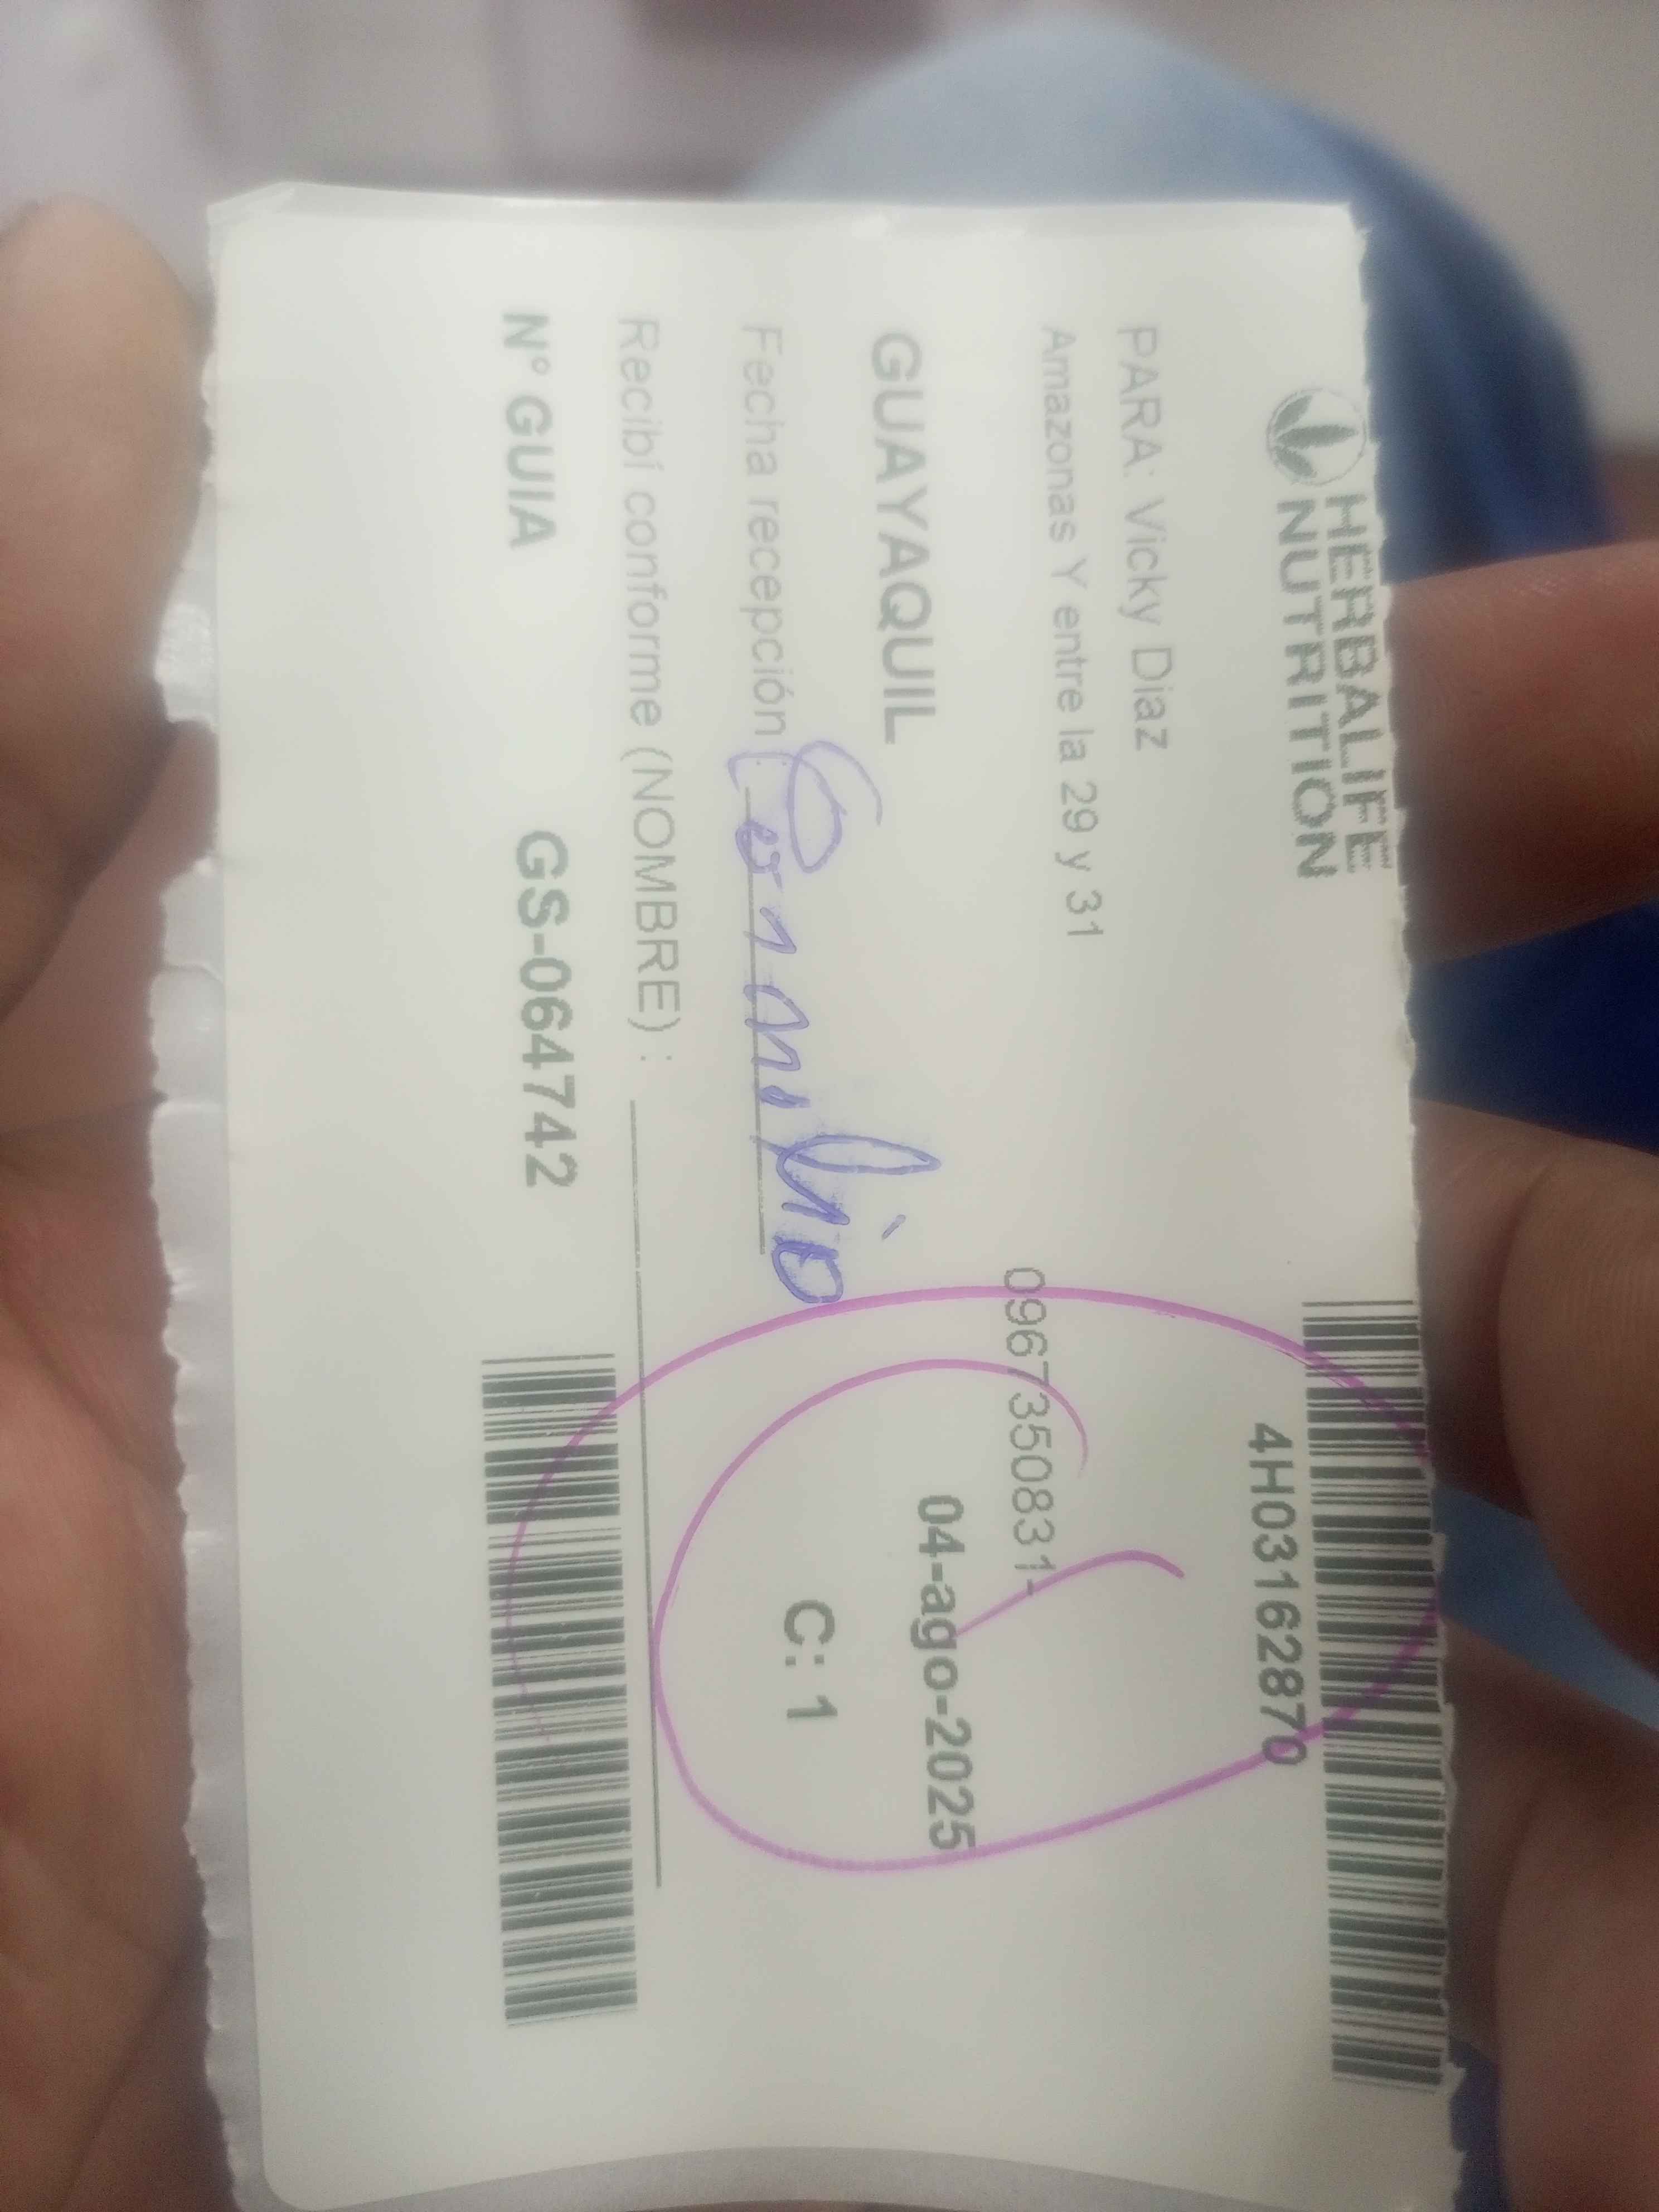 HERBALIFE
NUTRITION
4H03162870
PARA: Vicky Diaz
Amazonas Y entre la 29 y 31
0967350831-
GUAYAQUIL
04-ago-2025
Fecha recepción :
C: 1
Recibí conforme (NOMBRE) :
N° GUIA GS-064742